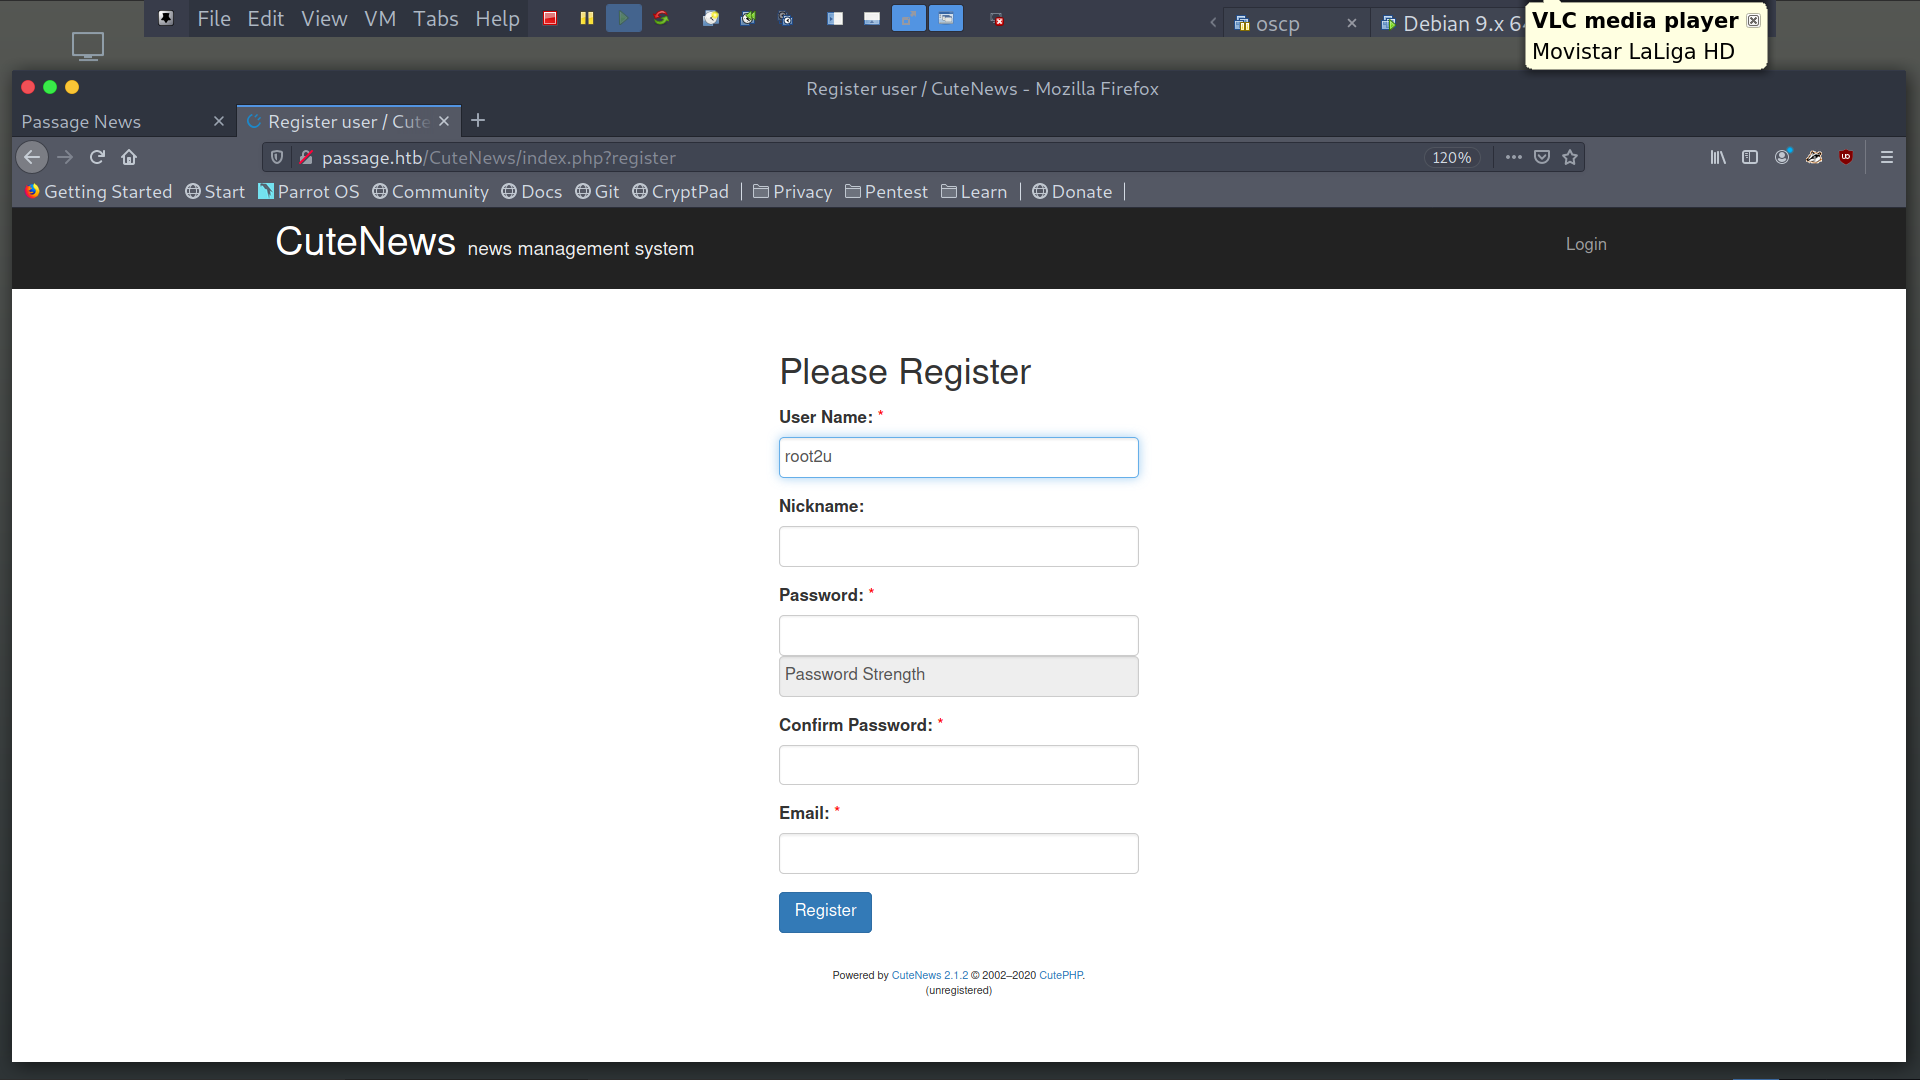 File Edit View VM Tabs Help
oscp
Debian 9.x 6
VLC media player
Movistar LaLiga HD
Register user / CuteNews - Mozilla Firefox
Passage News
Register user / Cute
passage.htb/CuteNews/index.php?register
120%
Getting Started Start Parrot OS Community Docs Git CryptPad Privacy Pentest Learn Donate
CuteNews news management system
Login
Please Register
User Name: *
root2u
Nickname:
Password: *
Password Strength
Confirm Password: *
Email: *
Register
Powered by CuteNews 2.1.2 © 2002–2020 CutePHP.
(unregistered)